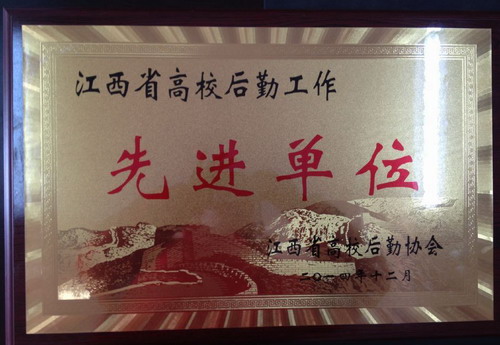 江西省高校后勤工作
先进单位
江西省高校后勤协会
二〇一四年十二月